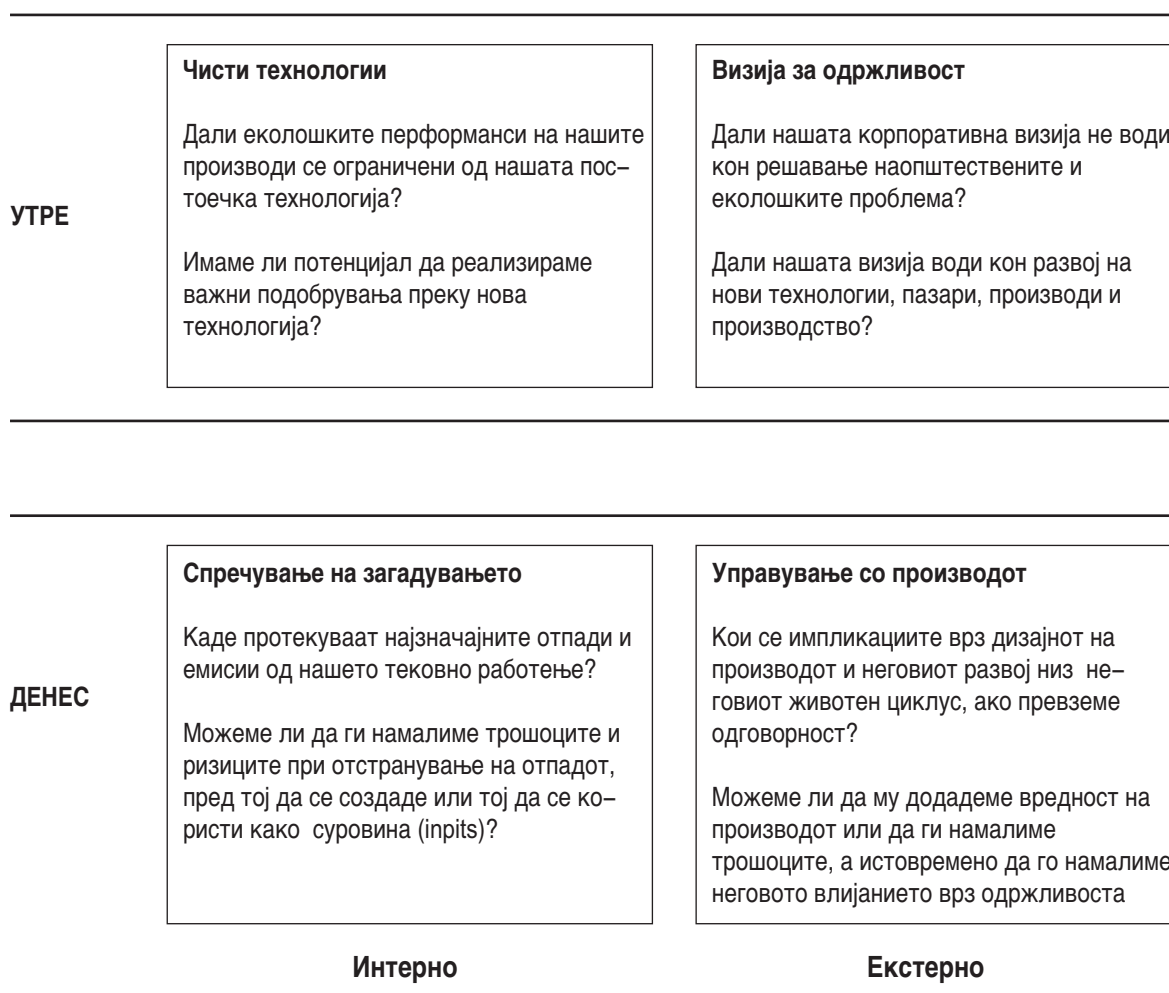 Чисти технологии
Дали еколошките перформанси на нашите
производи се ограничени од нашата пос–
тоечка технологија?
Имаме ли потенцијал да реализираме
важни подобрувања преку нова
технологија?
Визија за одржливост
Дали нашата корпоративна визија не води
кон решавање наопштествените и
еколошките проблема?
Дали нашата визија води кон развој на
нови технологии, пазари, производи и
производство?
УТРЕ
Спречување на загадувањето
Каде протекуваат најзначајните отпади и
емисии од нашето тековно работење?
Можеме ли да ги намалиме трошоците и
ризиците при отстранување на отпадот,
пред тој да се создаде или тој да се ко–
ристи како суровина (inpits)?
Управување со производот
Кои се импликациите врз дизајнот на
производот и неговиот развој низ не–
говиот животен циклус, ако превземе
одговорност?
Можеме ли да му додадеме вредност на
производот или да ги намалиме
трошоците, а истовремено да го намалиме
неговото влијанието врз одржливоста
ДЕНЕС
Интерно
Екстерно